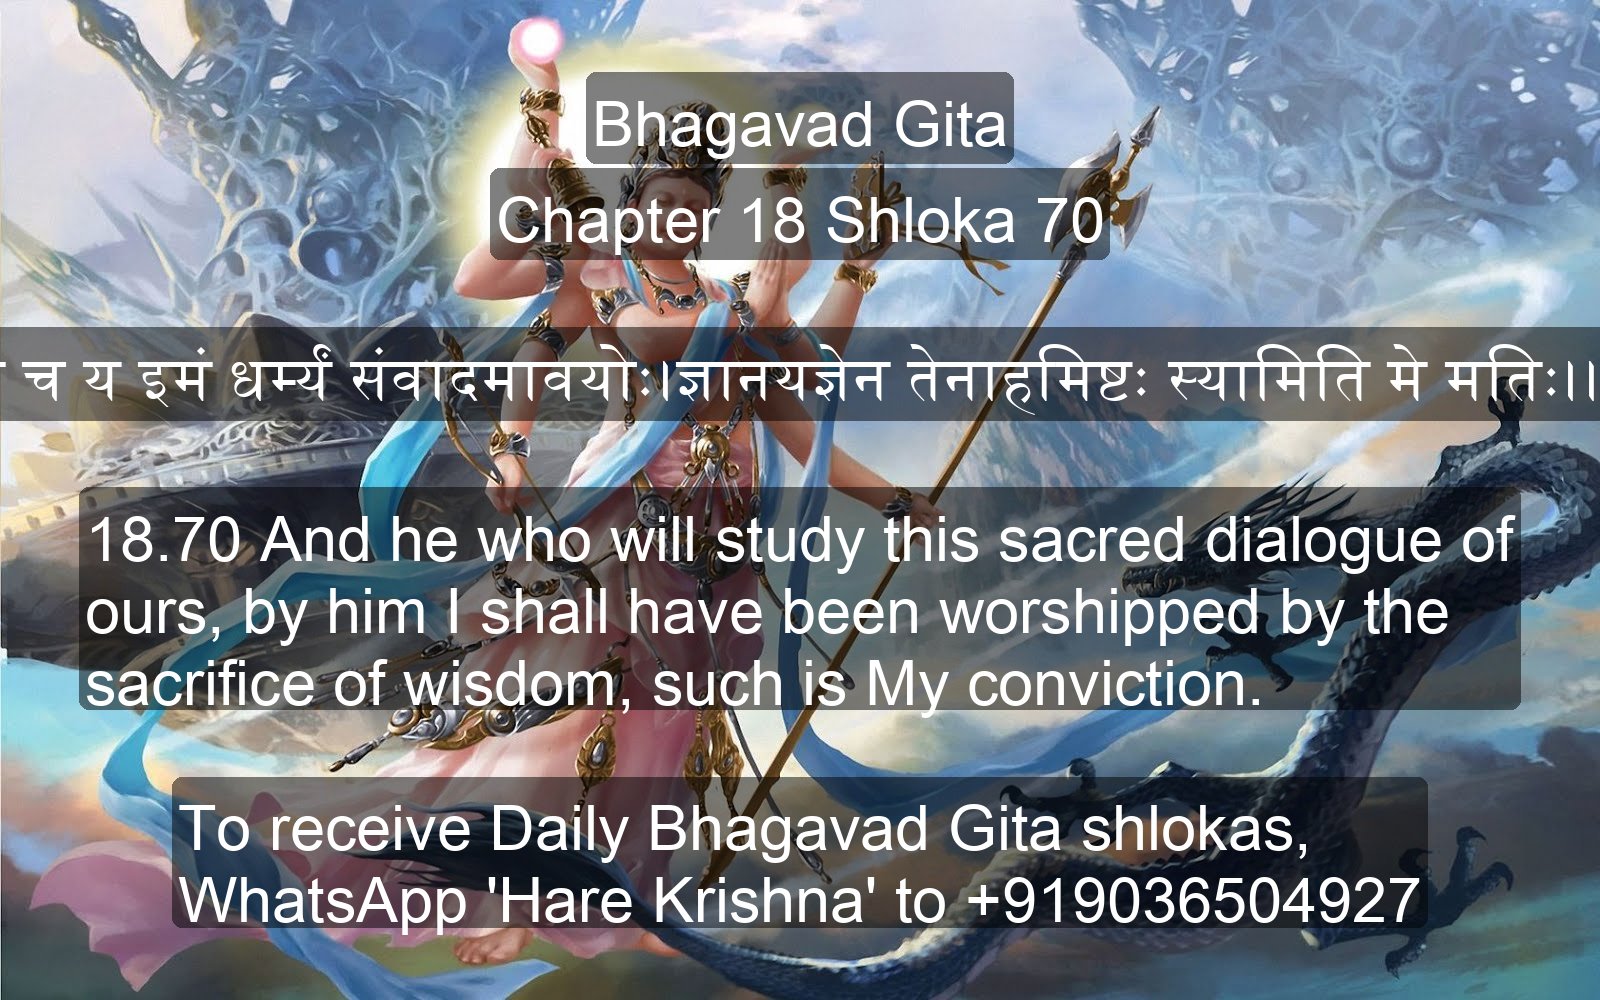 Bhagavad Gita
Chapter 18 Shloka 70
च य इमं धर्म्यं संवादमावयोः।ज्ञानयज्ञेन तेनाहमिष्टः स्यामिति मे मतिः।।
18.70 And he who will study this sacred dialogue of
ours, by him I shall have been worshipped by the
sacrifice of wisdom, such is My conviction.
To receive Daily Bhagavad Gita shlokas,
WhatsApp 'Hare Krishna' to +919036504927